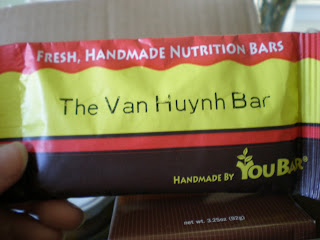 FRESH, HANDMADE NUTRITION BARS
The Van Huynh Bar
HANDMADE BY YOUBAR®
net wt. 3.25oz (92g)